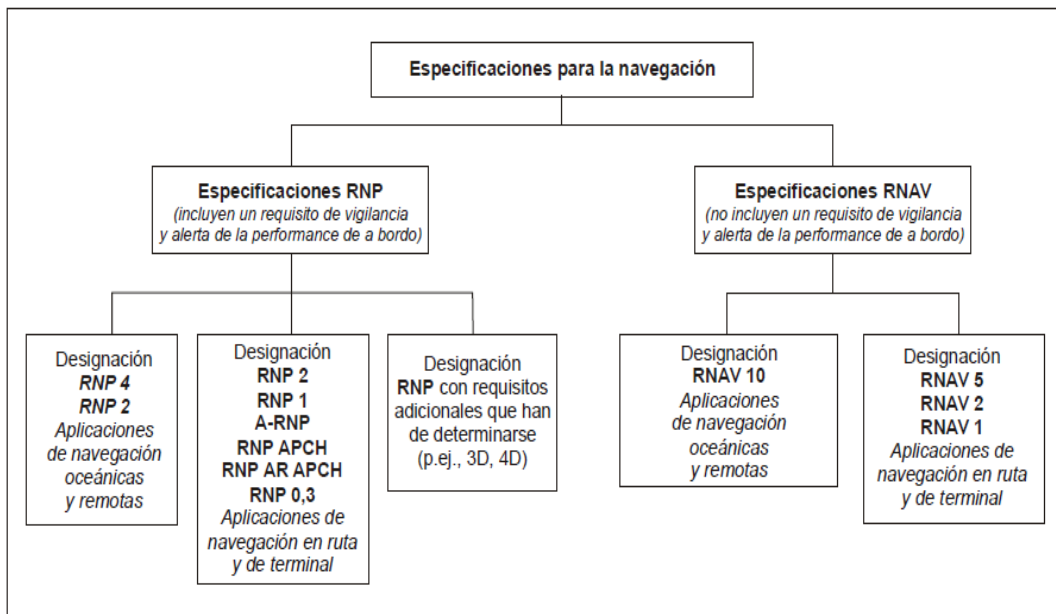 Especificaciones para la navegación
Especificaciones RNP
(incluyen un requisito de vigilancia
y alerta de la performance de a bordo)
Especificaciones RNAV
(no incluyen un requisito de vigilancia
y alerta de la performance de a bordo)
Designación
RNP 4
RNP 2
Aplicaciones
de navegación
oceánicas
y remotas
Designación
RNP 2
RNP 1
A-RNP
RNP APCH
RNP AR APCH
RNP 0,3
Aplicaciones de
navegación en ruta
y de terminal
Designación
RNP con requisitos
adicionales que han
de determinarse
(p.ej., 3D, 4D)
Designación
RNAV 10
Aplicaciones
de navegación
oceánicas
y remotas
Designación
RNAV 5
RNAV 2
RNAV 1
Aplicaciones de
navegación en ruta
y de terminal